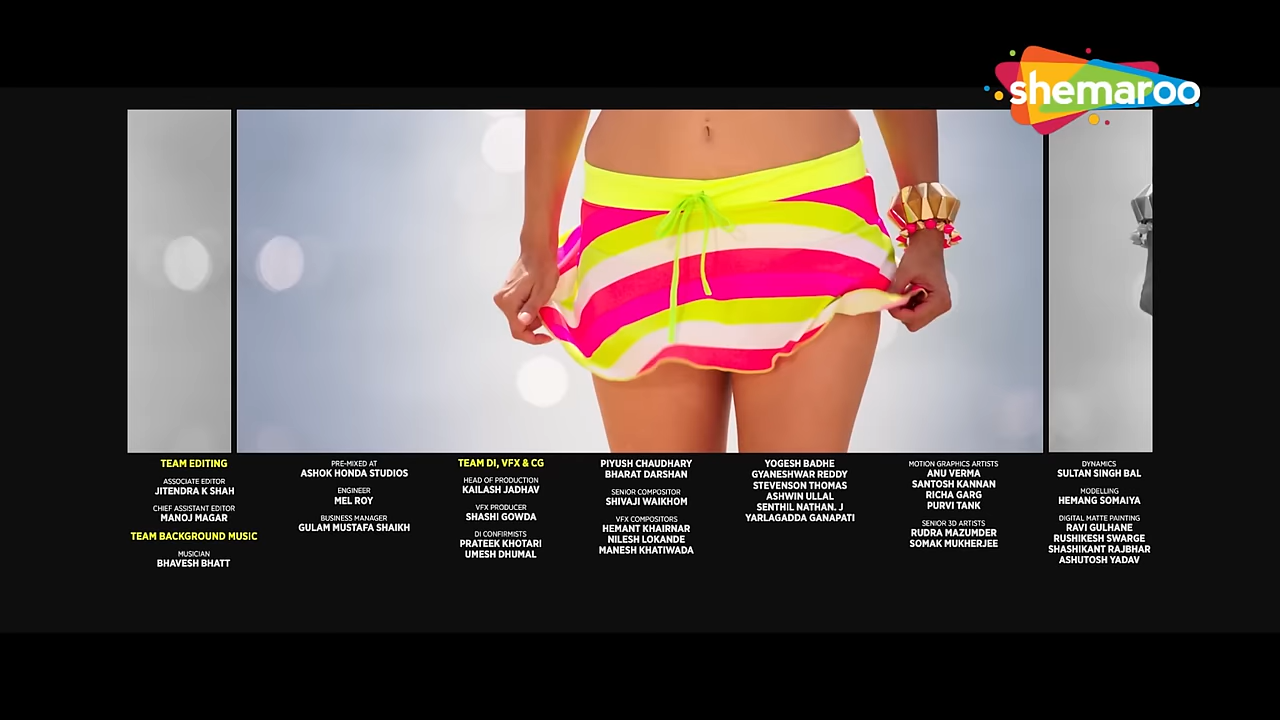 shemaroo
TEAM EDITING
ASSOCIATE EDITOR
JITENDRA K SHAH
CHIEF ASSISTANT EDITOR
MANOJ MAGAR
TEAM BACKGROUND MUSIC
MUSICIAN
BHAVESH BHATT
PRE-MIXED AT
ASHOK HONDA STUDIOS
ENGINEER
MEL ROY
BUSINESS MANAGER
GULAM MUSTAFA SHAIKH
TEAM DI, VFX & CG
HEAD OF PRODUCTION
KAILASH JADHAV
VFX PRODUCER
SHASHI GOWDA
DI CONFIRMISTS
PRATEEK KHOTARI
UMESH DHUMAL
PIYUSH CHAUDHARY
BHARAT DARSHAN
SENIOR COMPOSITOR
SHIVAJI WAIKHOM
VFX COMPOSITORS
HEMANT KHAIRNAR
NILESH LOKANDE
MANESH KHATIWADA
YOGESH BADHE
GYANESHWAR REDDY
STEVENSON THOMAS
ASHWIN ULLAL
SENTHIL NATHAN. J
YARLAGADDA GANAPATI
MOTION GRAPHICS ARTISTS
ANU VERMA
SANTOSH KANNAN
RICHA GARG
PURVI TANK
SENIOR 3D ARTISTS
RUDRA MAZUMDER
SOMAK MUKHERJEE
DYNAMICS
SULTAN SINGH BAL
MODELLING
HEMANG SOMAIYA
DIGITAL MATTE PAINTING
RAVI GULHANE
RUSHIKESH SWARGE
SHASHIKANT RAJBHAR
ASHUTOSH YADAV